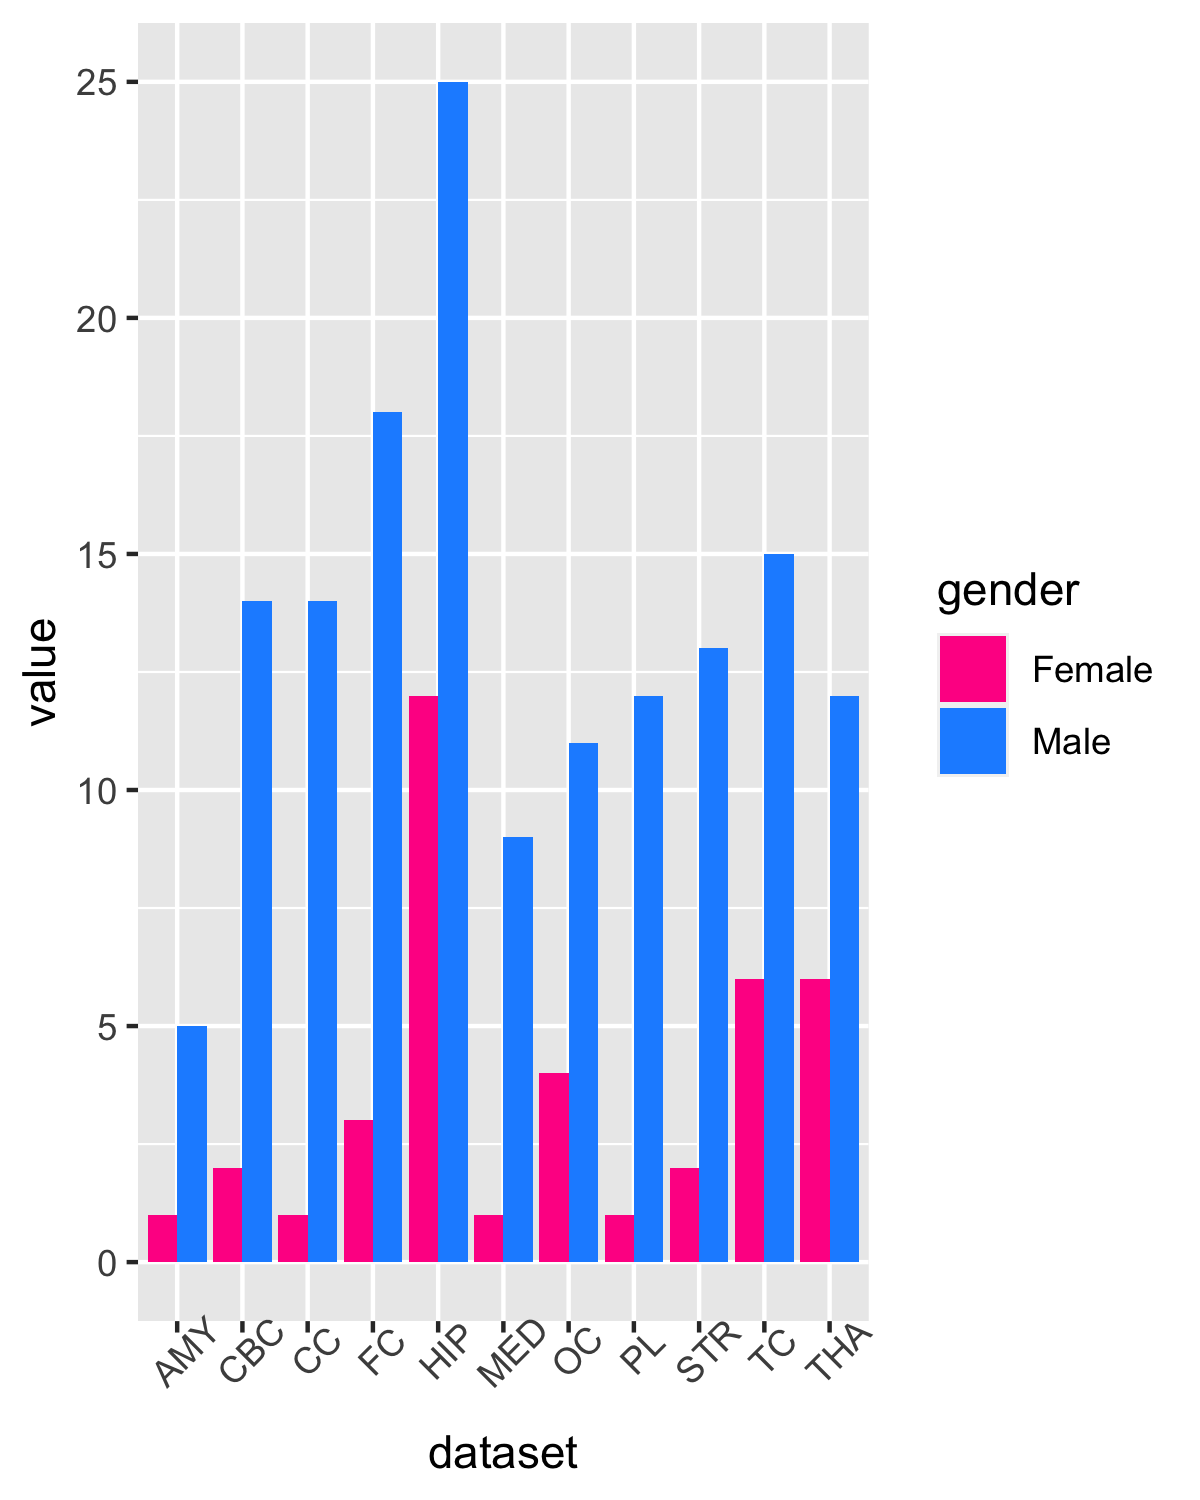 25
20
15
10
5
0
value
AMY CBC CC FC HIP MED OC PL STR TC THA
dataset
gender
Female
Male